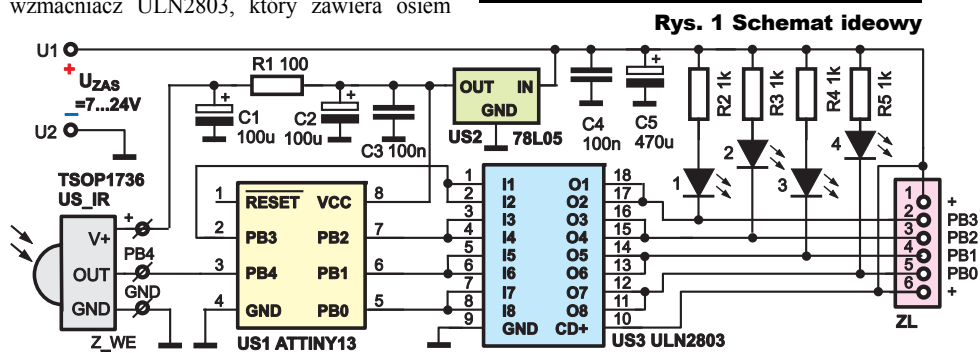 wzmacniacz ULN2803, który zawiera osiem
Rys. 1 Schemat ideowy
U1
+
UZAS
=7...24V
U2
R1 100
+
C1
100u
+
C2
100u
C3 100n
OUT IN
GND
US2 78L05
C4
100n
+
C5
470u
R2 1k
R3 1k
R4 1k
R5 1k
1
2
3
4
TSOP1736
US_IR
V+
OUT
GND
+
PB4
GND
Z_WE
1 RESET VCC 8
2 PB3 PB2 7
3 PB4 PB1 6
4 GND PB0 5
US1 ATTINY13
1 I1 O1 18
2 I2 O2 17
3 I3 O3 16
4 I4 O4 15
5 I5 O5 14
6 I6 O6 13
7 I7 O7 12
8 I8 O8 11
9 GND CD+ 10
US3 ULN2803
1 +
2 PB3
3 PB2
4 PB1
5 PB0
6 +
ZL